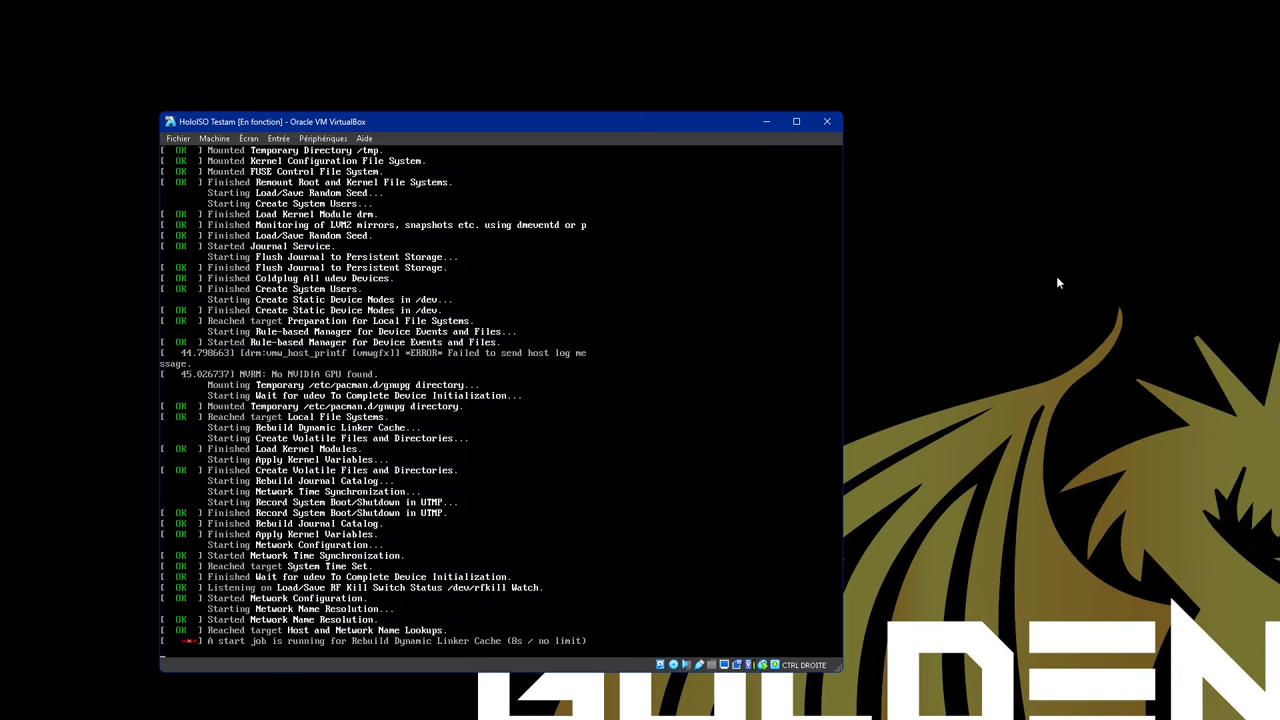 HoloISO Testam [En fonction] - Oracle VM VirtualBox
Fichier Machine Écran Entrée Périphériques Aide
[ OK ] Mounted Temporary Directory /tmp.
[ OK ] Mounted Kernel Configuration File System.
[ OK ] Mounted FUSE Control File System.
[ OK ] Finished Remount Root and Kernel File Systems.
Starting Load/Save Random Seed...
Starting Create System Users...
[ OK ] Finished Load Kernel Module drm.
[ OK ] Finished Monitoring of LVM2 mirrors, snapshots etc. using dmeventd or p
[ OK ] Finished Load/Save Random Seed.
[ OK ] Started Journal Service.
Starting Flush Journal to Persistent Storage...
[ OK ] Finished Flush Journal to Persistent Storage.
[ OK ] Finished Coldplug All udev Devices.
[ OK ] Finished Create System Users.
Starting Create Static Device Nodes in /dev...
[ OK ] Finished Create Static Device Nodes in /dev.
[ OK ] Reached target Preparation for Local File Systems.
Starting Rule-based Manager for Device Events and Files...
[ OK ] Started Rule-based Manager for Device Events and Files.
[ 44.798663] [drm:vmw_host_printf [vmwgfx]] *ERROR* Failed to send host log me
ssage.
[ 45.026737] NVRM: No NVIDIA GPU found.
Mounting Temporary /etc/pacman.d/gnupg directory...
Starting Wait for udev To Complete Device Initialization...
[ OK ] Mounted Temporary /etc/pacman.d/gnupg directory.
[ OK ] Reached target Local File Systems.
Starting Rebuild Dynamic Linker Cache...
Starting Create Volatile Files and Directories...
[ OK ] Finished Load Kernel Modules.
Starting Apply Kernel Variables...
[ OK ] Finished Create Volatile Files and Directories.
Starting Rebuild Journal Catalog...
Starting Network Time Synchronization...
Starting Record System Boot/Shutdown in UTMP...
[ OK ] Finished Record System Boot/Shutdown in UTMP.
[ OK ] Finished Rebuild Journal Catalog.
[ OK ] Finished Apply Kernel Variables.
Starting Network Configuration...
[ OK ] Started Network Time Synchronization.
[ OK ] Reached target System Time Set.
[ OK ] Finished Wait for udev To Complete Device Initialization.
[ OK ] Listening on Load/Save RF Kill Switch Status /dev/rfkill Watch.
[ OK ] Started Network Configuration.
Starting Network Name Resolution...
[ OK ] Started Network Name Resolution.
[ OK ] Reached target Host and Network Name Lookups.
[ *] A start job is running for Rebuild Dynamic Linker Cache (8s / no limit)
CTRL DROITE
GOLDEN